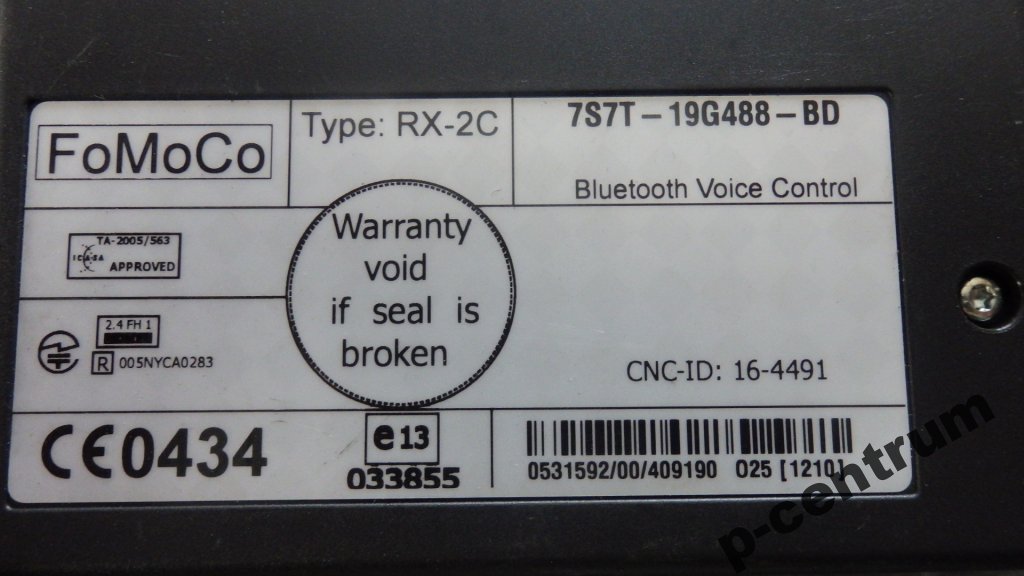 FoMoCo
Type: RX-2C
7S7T-19G488-BD
Bluetooth Voice Control
TA-2005/563
ICASA
APPROVED
Warranty
void
if seal is
broken
2.4 FH 1
R 005NYCA0283
CNC-ID: 16-4491
CE0434
e13
033855
0531592/00/409190 025 [1210]
p-centrum